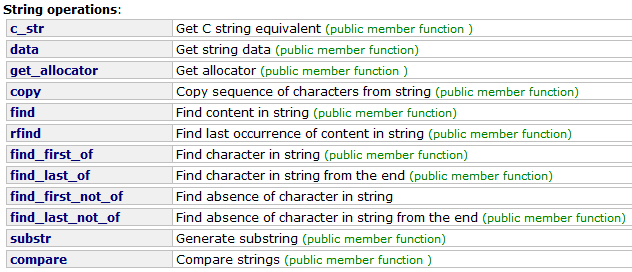 String operations:
c_str Get C string equivalent (public member function )
data Get string data (public member function)
get_allocator Get allocator (public member function )
copy Copy sequence of characters from string (public member function)
find Find content in string (public member function)
rfind Find last occurrence of content in string (public member function)
find_first_of Find character in string (public member function)
find_last_of Find character in string from the end (public member function)
find_first_not_of Find absence of character in string
find_last_not_of Find absence of character in string from the end (public member function)
substr Generate substring (public member function)
compare Compare strings (public member function )